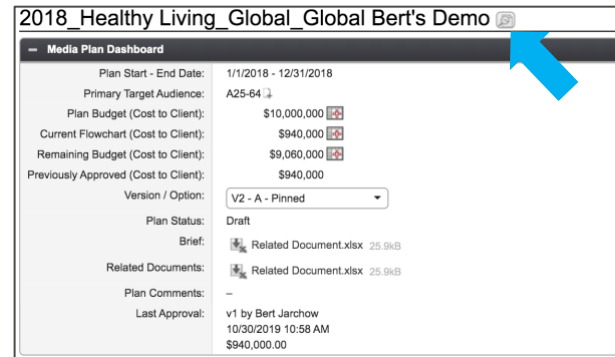 2018_Healthy Living_Global_Global Bert's Demo
– Media Plan Dashboard
Plan Start - End Date: 1/1/2018 - 12/31/2018
Primary Target Audience: A25-64
Plan Budget (Cost to Client): $10,000,000
Current Flowchart (Cost to Client): $940,000
Remaining Budget (Cost to Client): $9,060,000
Previously Approved (Cost to Client): $940,000
Version / Option: V2 - A - Pinned
Plan Status: Draft
Brief: Related Document.xlsx 25.9kB
Related Documents: Related Document.xlsx 25.9kB
Plan Comments: –
Last Approval: v1 by Bert Jarchow
10/30/2019 10:58 AM
$940,000.00